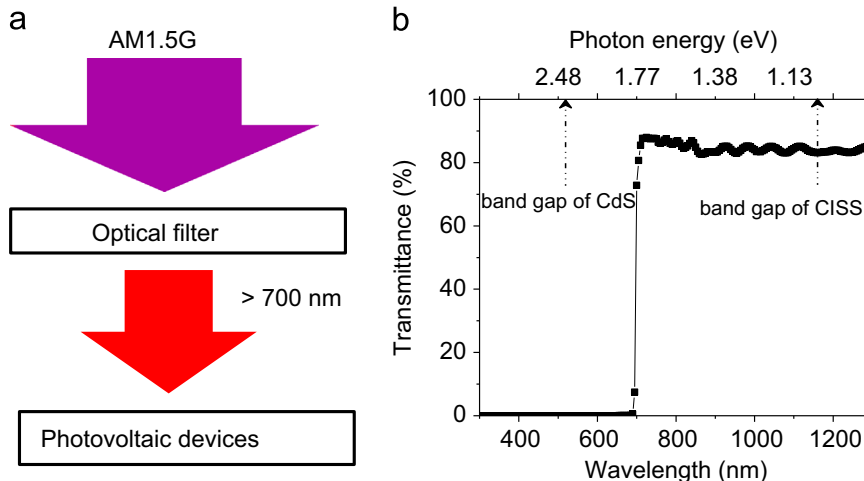 a
AM1.5G
Optical filter
> 700 nm
Photovoltaic devices
b
Photon energy (eV)
2.48 1.77 1.38 1.13
100
80
60
40
20
0
band gap of CdS
band gap of CISS
Transmittance (%)
400 600 800 1000 1200
Wavelength (nm)